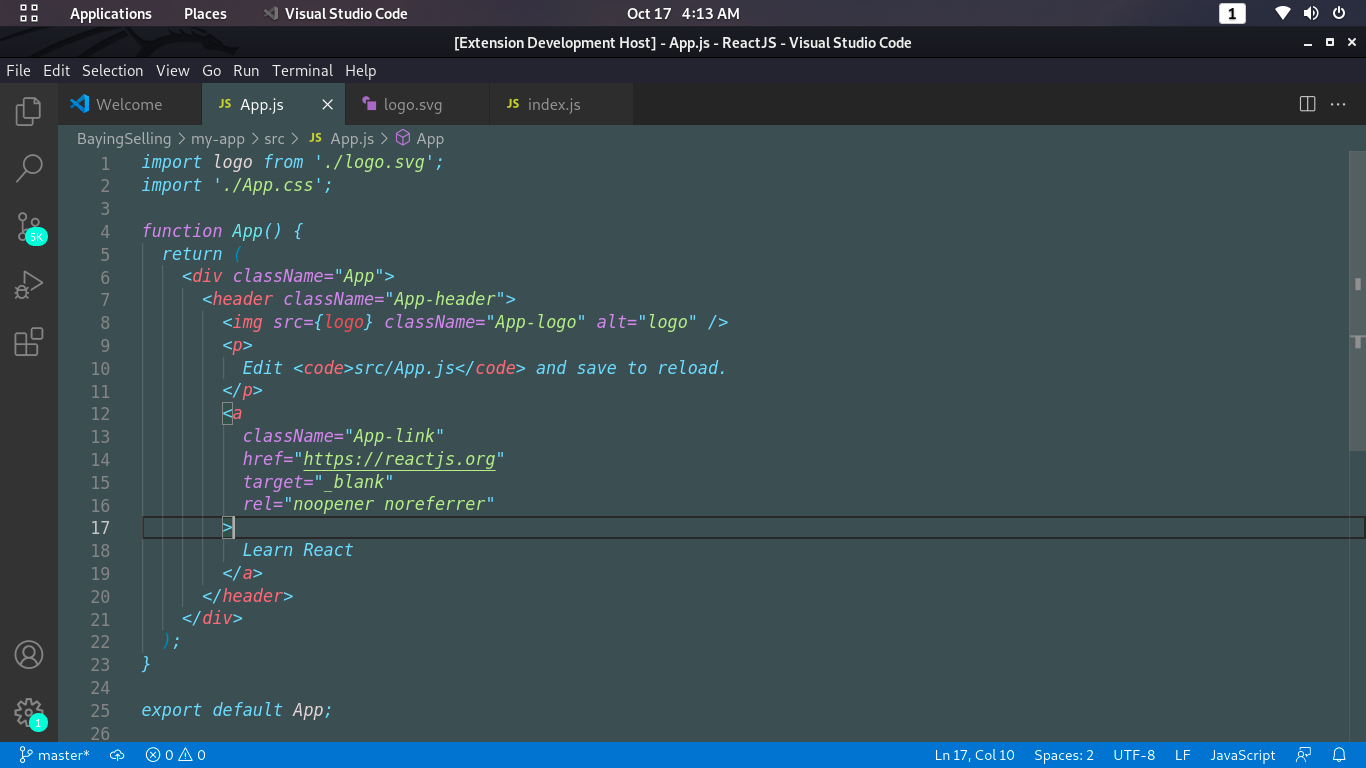 Applications Places Visual Studio Code Oct 17 4:13 AM 1
[Extension Development Host] - App.js - ReactJS - Visual Studio Code
File Edit Selection View Go Run Terminal Help
Welcome JS App.js JS index.js logo.svg
BayingSelling > my-app > src > JS App.js > App
1 import logo from './logo.svg';
2 import './App.css';
3
4 function App() {
5 return (
6 <div className="App">
7 <header className="App-header">
8 <img src={logo} className="App-logo" alt="logo" />
9 <p>
10 Edit <code>src/App.js</code> and save to reload.
11 </p>
12 <a
13 className="App-link"
14 href="https://reactjs.org"
15 target="_blank"
16 rel="noopener noreferrer"
17 >
18 Learn React
19 </a>
20 </header>
21 </div>
22 );
23 }
24
25 export default App;
26
5K
1
master* 0 0 Ln 17, Col 10 Spaces: 2 UTF-8 LF JavaScript